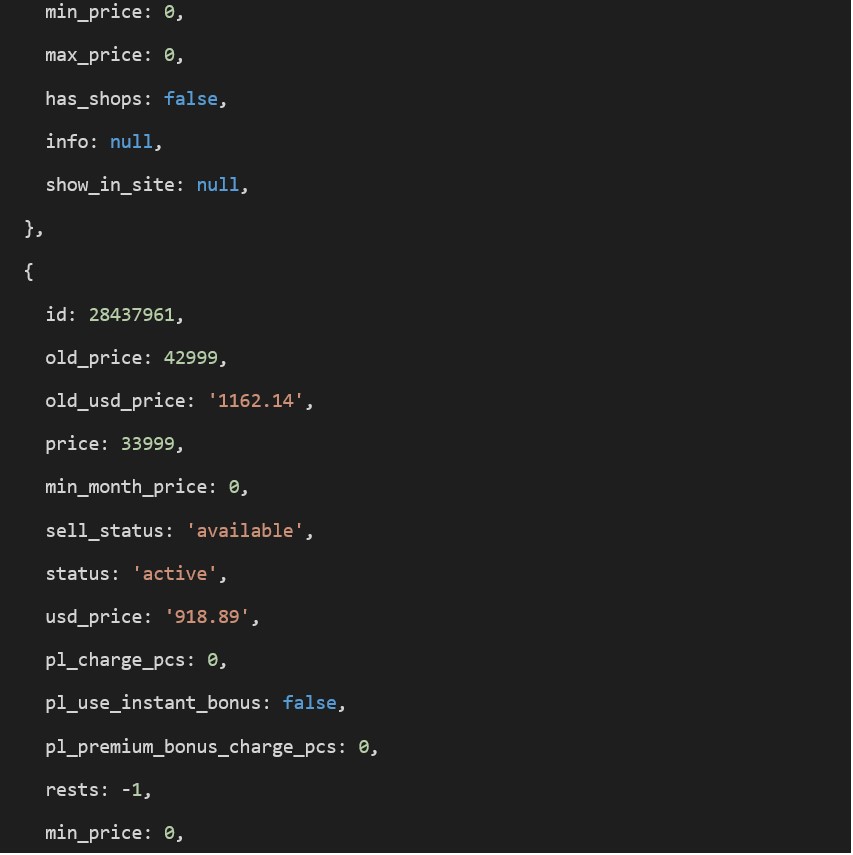 min_price: 0,
max_price: 0,
has_shops: false,
info: null,
show_in_site: null,
},
{
id: 28437961,
old_price: 42999,
old_usd_price: '1162.14',
price: 33999,
min_month_price: 0,
sell_status: 'available',
status: 'active',
usd_price: '918.89',
pl_charge_pcs: 0,
pl_use_instant_bonus: false,
pl_premium_bonus_charge_pcs: 0,
rests: -1,
min_price: 0,